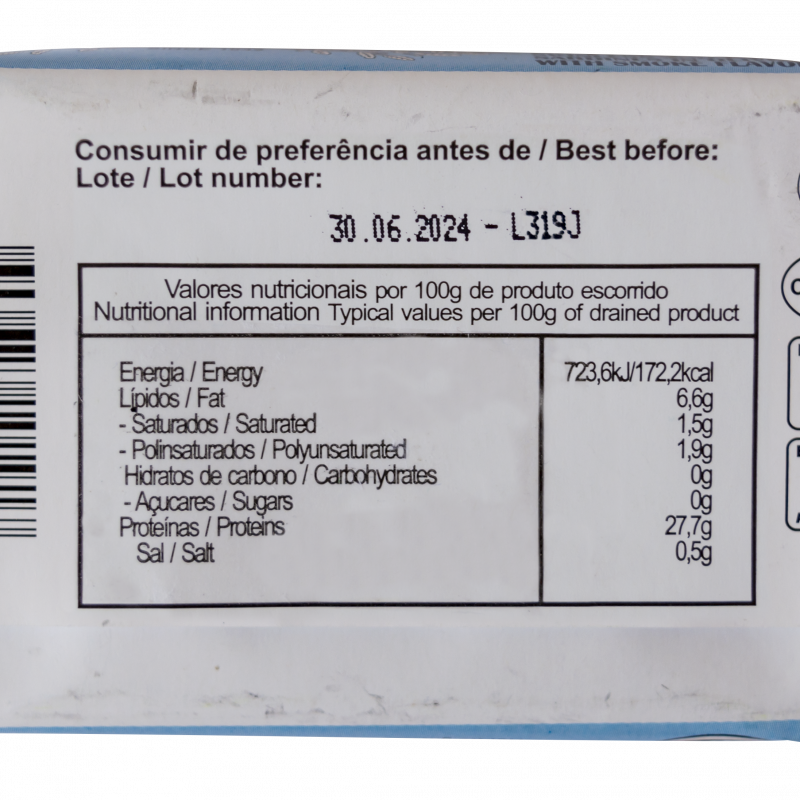 WITH SMOKE FLAVO
Consumir de preferência antes de / Best before:
Lote / Lot number:
30.06.2024 - L319J
Valores nutricionais por 100g de produto escorrido
Nutritional information Typical values per 100g of drained product
Energia / Energy 723,6kJ/172,2kcal
Lípidos / Fat 6,6g
- Saturados / Saturated 1,5g
- Polinsaturados / Polyunsaturated 1,9g
Hidratos de carbono / Carbohydrates 0g
- Açucares / Sugars 0g
Proteínas / Proteins 27,7g
Sal / Salt 0,5g